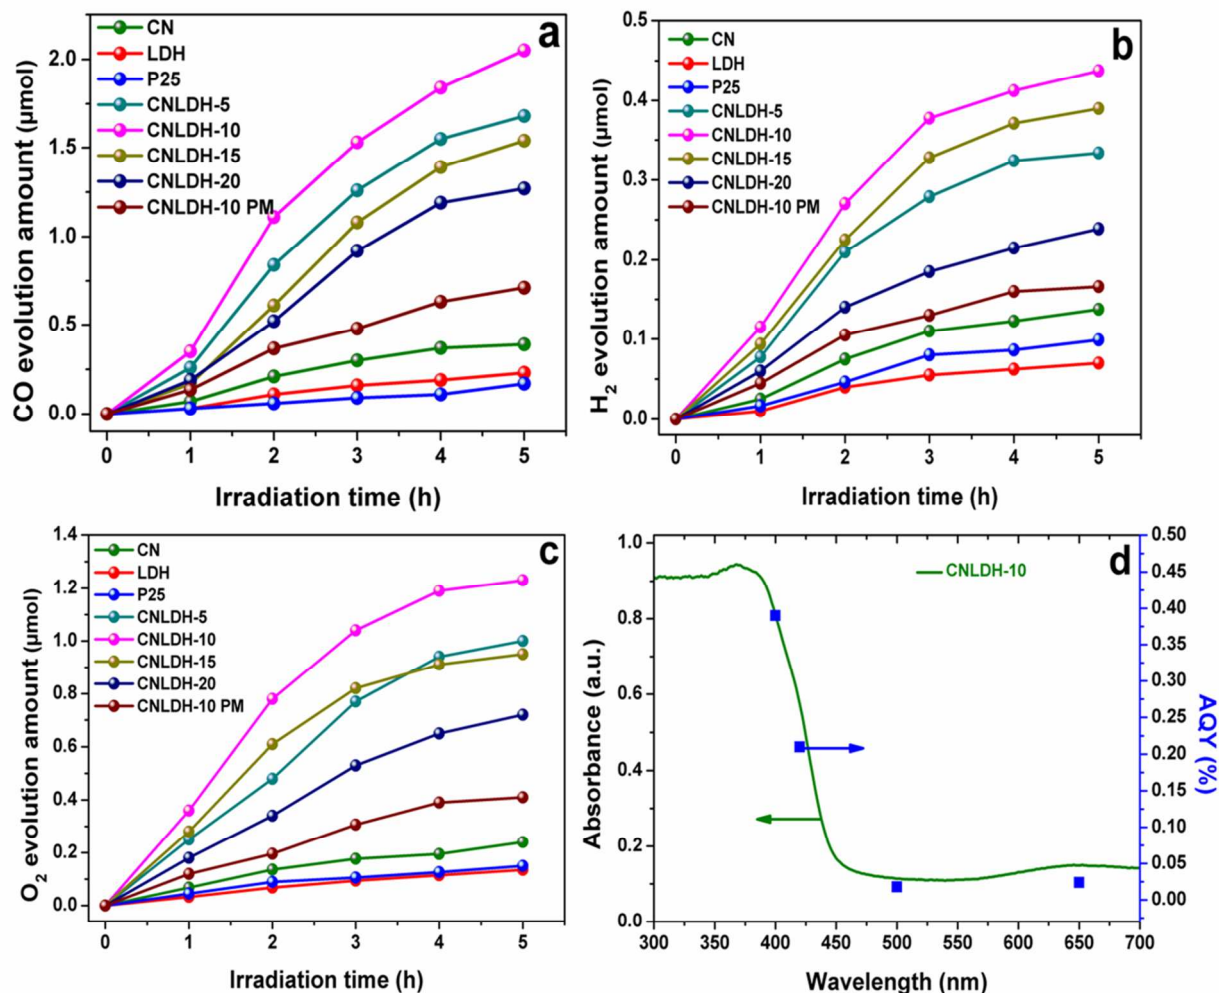 a
CN
LDH
P25
CNLDH-5
CNLDH-10
CNLDH-15
CNLDH-20
CNLDH-10 PM
CO evolution amount (μmol)
2.0
1.5
1.0
0.5
0.0
0 1 2 3 4 5
Irradiation time (h)
b
CN
LDH
P25
CNLDH-5
CNLDH-10
CNLDH-15
CNLDH-20
CNLDH-10 PM
H2 evolution amount (μmol)
0.5
0.4
0.3
0.2
0.1
0.0
0 1 2 3 4 5
Irradiation time (h)
c
CN
LDH
P25
CNLDH-5
CNLDH-10
CNLDH-15
CNLDH-20
CNLDH-10 PM
O2 evolution amount (μmol)
1.4
1.2
1.0
0.8
0.6
0.4
0.2
0.0
0 1 2 3 4 5
Irradiation time (h)
d
CNLDH-10
Absorbance (a.u.)
1.0
0.8
0.6
0.4
0.2
0.0
300 350 400 450 500 550 600 650 700
Wavelength (nm)
0.50
0.45
0.40
0.35
0.30
0.25
0.20
0.15
0.10
0.05
0.00
AQY (%)